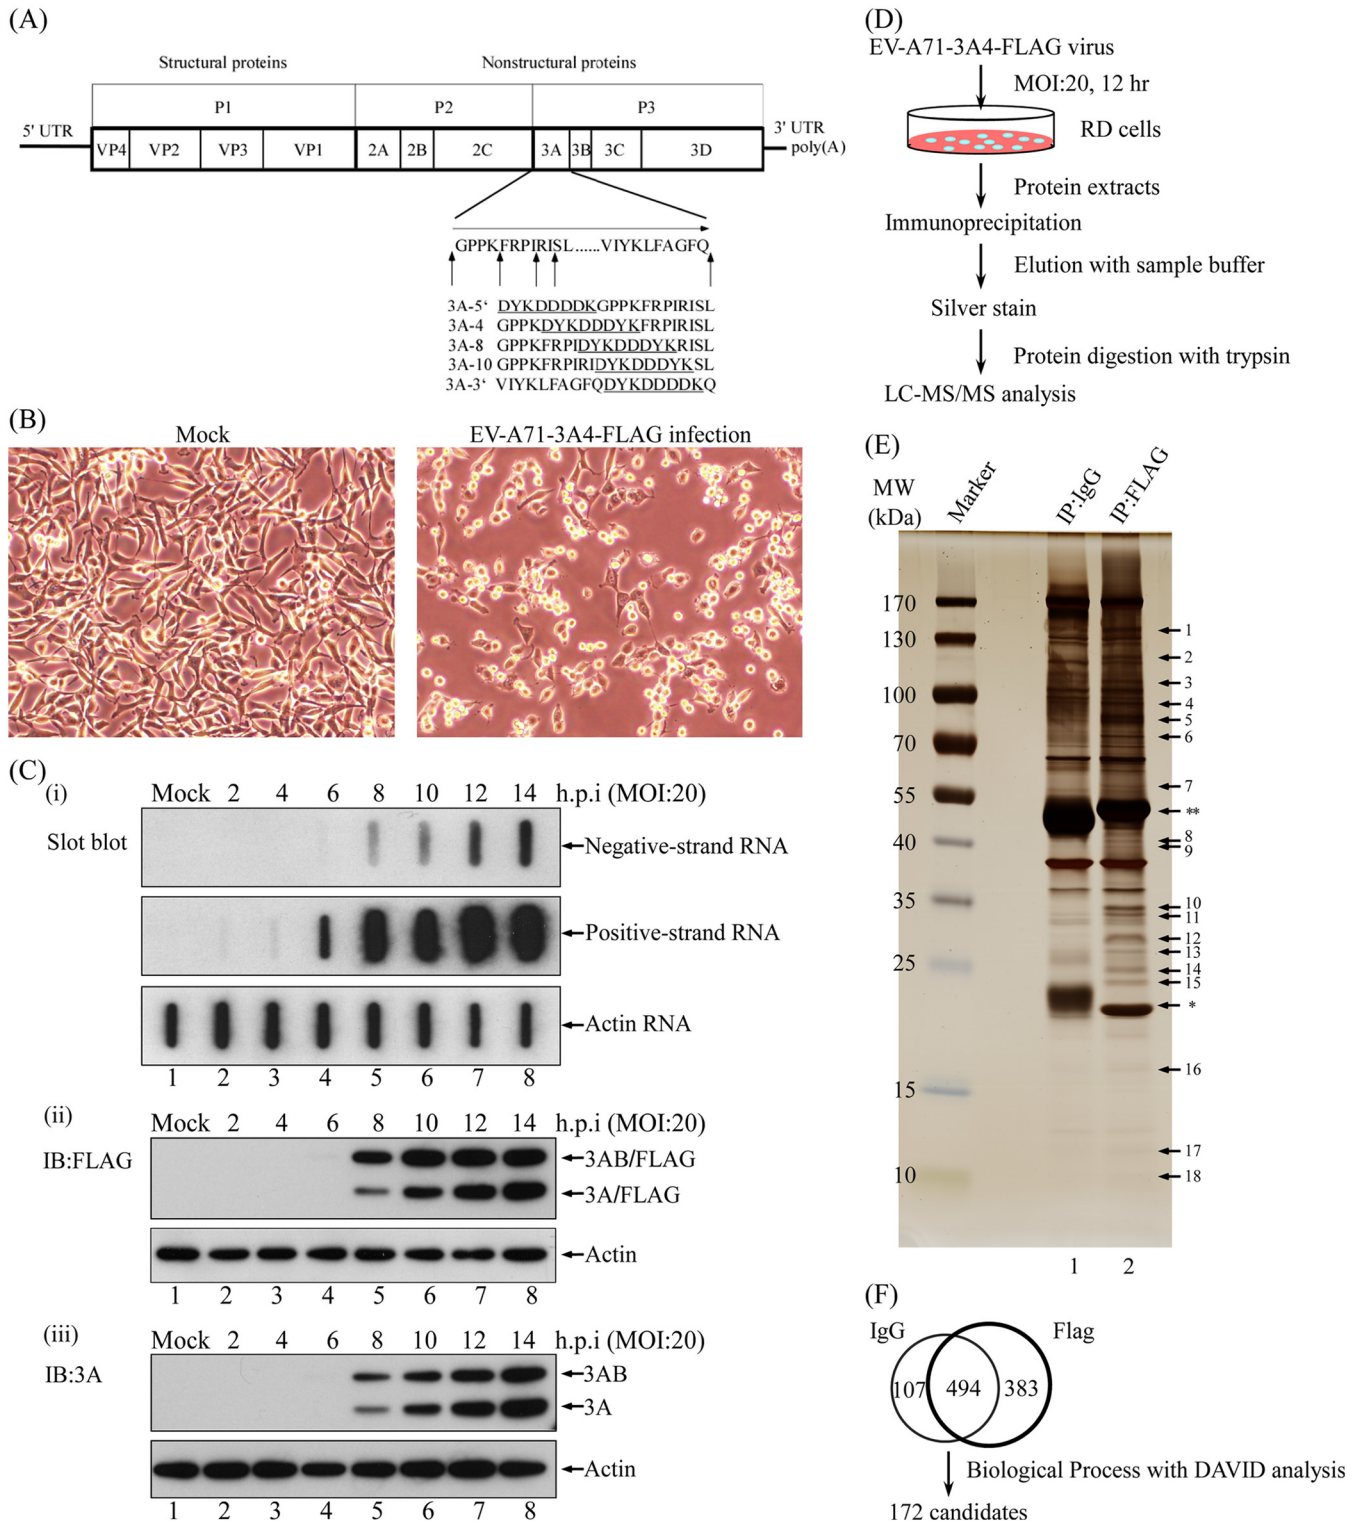 (A)
Structural proteins
Nonstructural proteins
P1
P2
P3
5' UTR
VP4
VP2
VP3
VP1
2A
2B
2C
3A
3B
3C
3D
3' UTR
poly(A)
GPPKFRPIRISL......VIYKLFAGFQ
3A-5‘ DYKDDDDKGPPKFRPIRISL
3A-4 GPPKDYKDDDYKFRPIRISL
3A-8 GPPKFRPIDYKDDDYKRISL
3A-10 GPPKFRPIRIDYKDDDYKSL
3A-3‘ VIYKLFAGFQDYKDDDDKQ
(B)
Mock
EV-A71-3A4-FLAG infection
(C)
(i)
Mock 2 4 6 8 10 12 14 h.p.i (MOI:20)
Slot blot
Negative-strand RNA
Positive-strand RNA
Actin RNA
1 2 3 4 5 6 7 8
(ii)
Mock 2 4 6 8 10 12 14 h.p.i (MOI:20)
IB:FLAG
3AB/FLAG
3A/FLAG
Actin
1 2 3 4 5 6 7 8
(iii)
Mock 2 4 6 8 10 12 14 h.p.i (MOI:20)
IB:3A
3AB
3A
Actin
1 2 3 4 5 6 7 8
(D)
EV-A71-3A4-FLAG virus
MOI:20, 12 hr
RD cells
Protein extracts
Immunoprecipitation
Elution with sample buffer
Silver stain
Protein digestion with trypsin
LC-MS/MS analysis
(E)
MW
(kDa)
Marker
IP:IgG
IP:FLAG
170
130
100
70
55
40
35
25
15
10
1
2
3
4
5
6
7
**
8
9
10
11
12
13
14
15
*
16
17
18
1 2
(F)
IgG
Flag
107 494 383
Biological Process with DAVID analysis
172 candidates